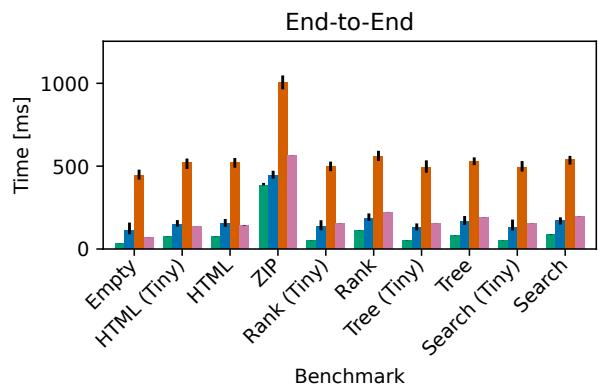 End-to-End
Time [ms]
1000
500
0
Empty
HTML (Tiny)
HTML
ZIP
Rank (Tiny)
Rank
Tree (Tiny)
Tree
Search (Tiny)
Search
Benchmark